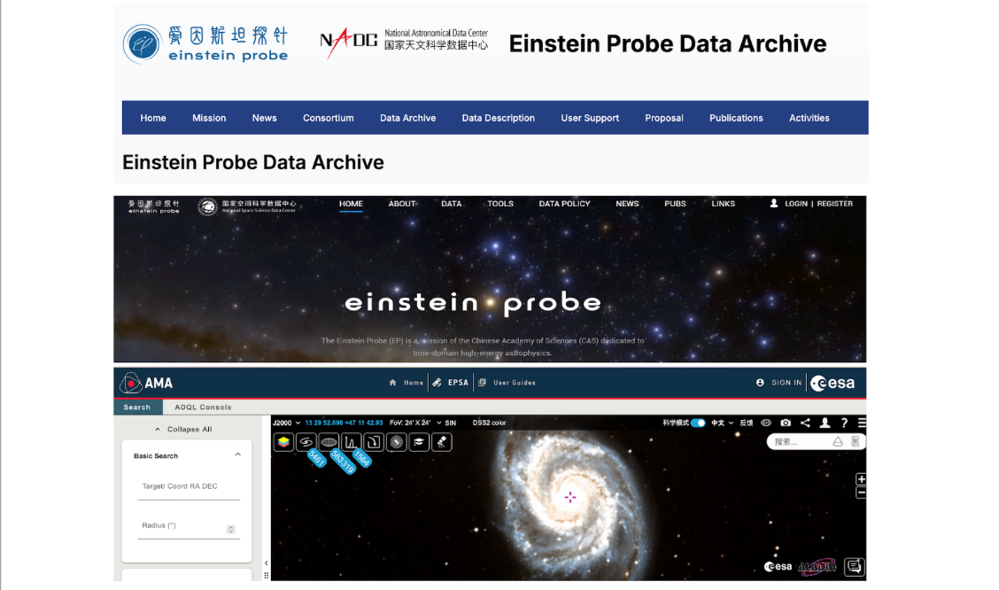 爱因斯坦探针
einstein probe
NADC
National Astronomical Data Center
国家天文科学数据中心
Einstein Probe Data Archive
Home Mission News Consortium Data Archive Data Description User Support Proposal Publications Activities
Einstein Probe Data Archive
爱因斯坦探针
einstein probe
国家空间科学数据中心
National Space Science Data Center
HOME ABOUT DATA TOOLS DATA POLICY NEWS PUBS LINKS LOGIN | REGISTER
einstein probe
The Einstein Probe (EP) is a mission of the Chinese Academy of Sciences (CAS) dedicated to
time-domain high-energy astrophysics.
AMA
Home EPSA User Guides
SIGN IN
esa
Search ADQL Console
Collapse All
Basic Search
Target/ Coord RA DEC
Radius (°)
J2000 13 29 52.698 +47 11 42.93 FoV: 24' X 24' SIN DSS2 color 科学模式 中文 反馈
5461
563319
1564
搜索...
esa ALADIN